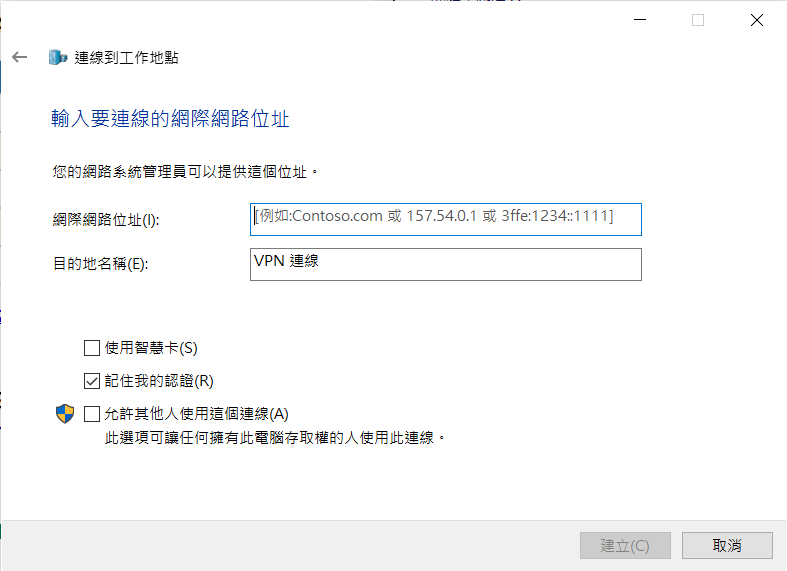 連線到工作地點
輸入要連線的網際網路位址
您的網路系統管理員可以提供這個位址。
網際網路位址(I):
[例如:Contoso.com 或 157.54.0.1 或 3ffe:1234::1111]
目的地名稱(E):
VPN 連線
使用智慧卡(S)
記住我的認證(R)
允許其他人使用這個連線(A)
此選項可讓任何擁有此電腦存取權的人使用此連線。
建立(C)
取消